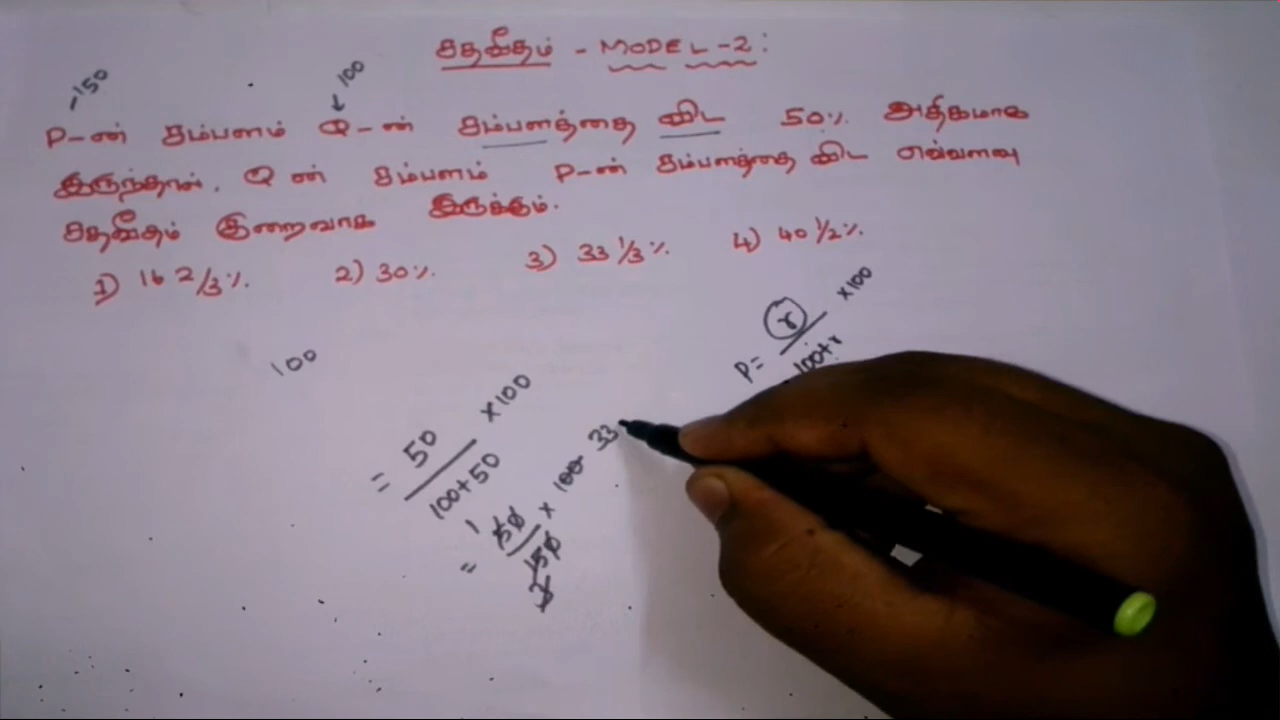 சதவீதம் - MODEL-2:
-150
100
P-ன் சம்பளம் Q-ன் சம்பளத்தை விட 50% அதிகமாக
இருந்தால். Q ன் சம்பளம் P-ன் சம்பளத்தை விட எவ்வளவு
சதவீதம் குறைவாக இருக்கும்.
1) 16 2/3% 2) 30% 3) 33 1/3% 4) 40 1/2%
P= r/100+r ×100
100
= 50/100+50 ×100
1
= 50/150 × 100 33
3